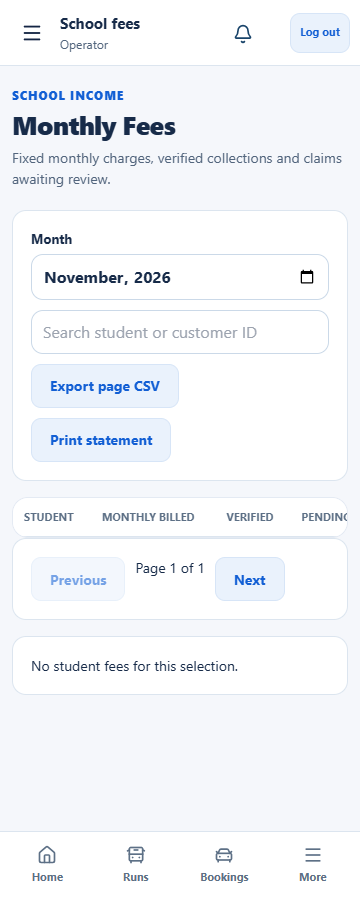 School fees
Operator
Log out
SCHOOL INCOME
Monthly Fees
Fixed monthly charges, verified collections and claims
awaiting review.
Month
November, 2026
Search student or customer ID
Export page CSV
Print statement
STUDENT MONTHLY BILLED VERIFIED PENDING
Previous Page 1 of 1 Next
No student fees for this selection.
Home Runs Bookings More